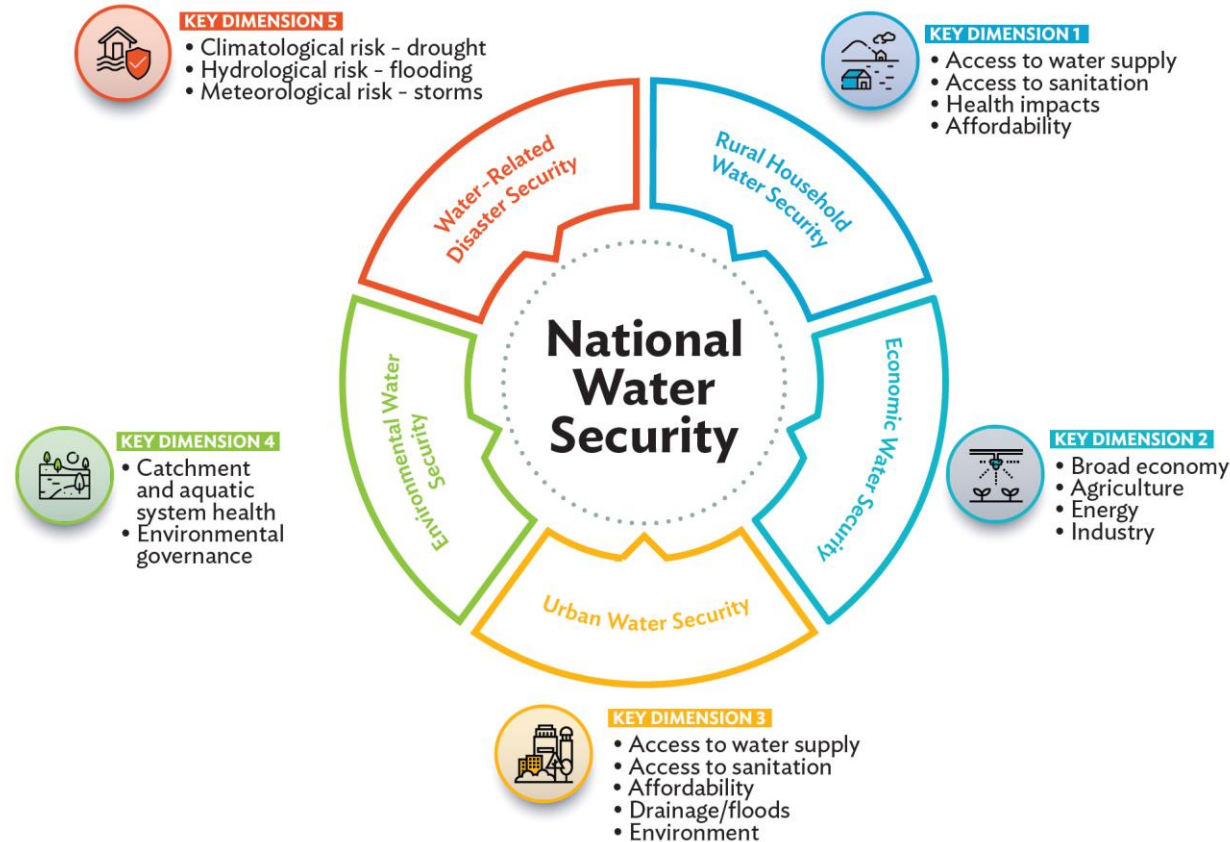 KEY DIMENSION 5
• Climatological risk – drought
• Hydrological risk – flooding
• Meteorological risk – storms
KEY DIMENSION 1
• Access to water supply
• Access to sanitation
• Health impacts
• Affordability
Water-Related
Disaster Security
Rural Household
Water Security
National
Water
Security
Environmental Water
Security
Economic Water Security
KEY DIMENSION 4
• Catchment
and aquatic
system health
• Environmental
governance
KEY DIMENSION 2
• Broad economy
• Agriculture
• Energy
• Industry
Urban Water Security
KEY DIMENSION 3
• Access to water supply
• Access to sanitation
• Affordability
• Drainage/floods
• Environment